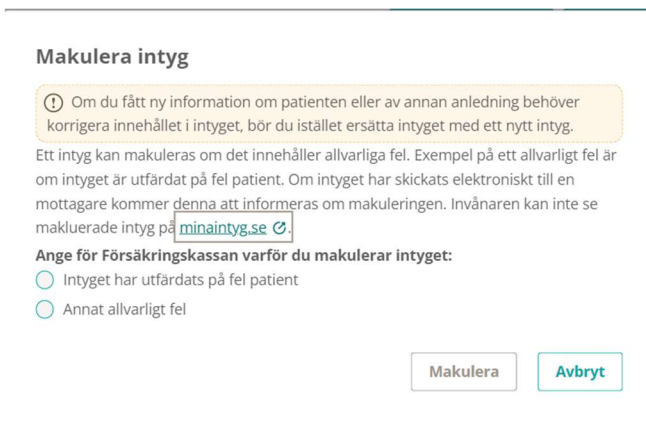 Makulera intyg
Om du fått ny information om patienten eller av annan anledning behöver
korrigera innehållet i intyget, bör du istället ersätta intyget med ett nytt intyg.
Ett intyg kan makuleras om det innehåller allvarliga fel. Exempel på ett allvarligt fel är
om intyget är utfärdat på fel patient. Om intyget har skickats elektroniskt till en
mottagare kommer denna att informeras om makuleringen. Invånaren kan inte se
makluerade intyg på minaintyg.se.
Ange för Försäkringskassan varför du makulerar intyget:
Intyget har utfärdats på fel patient
Annat allvarligt fel
Makulera Avbryt